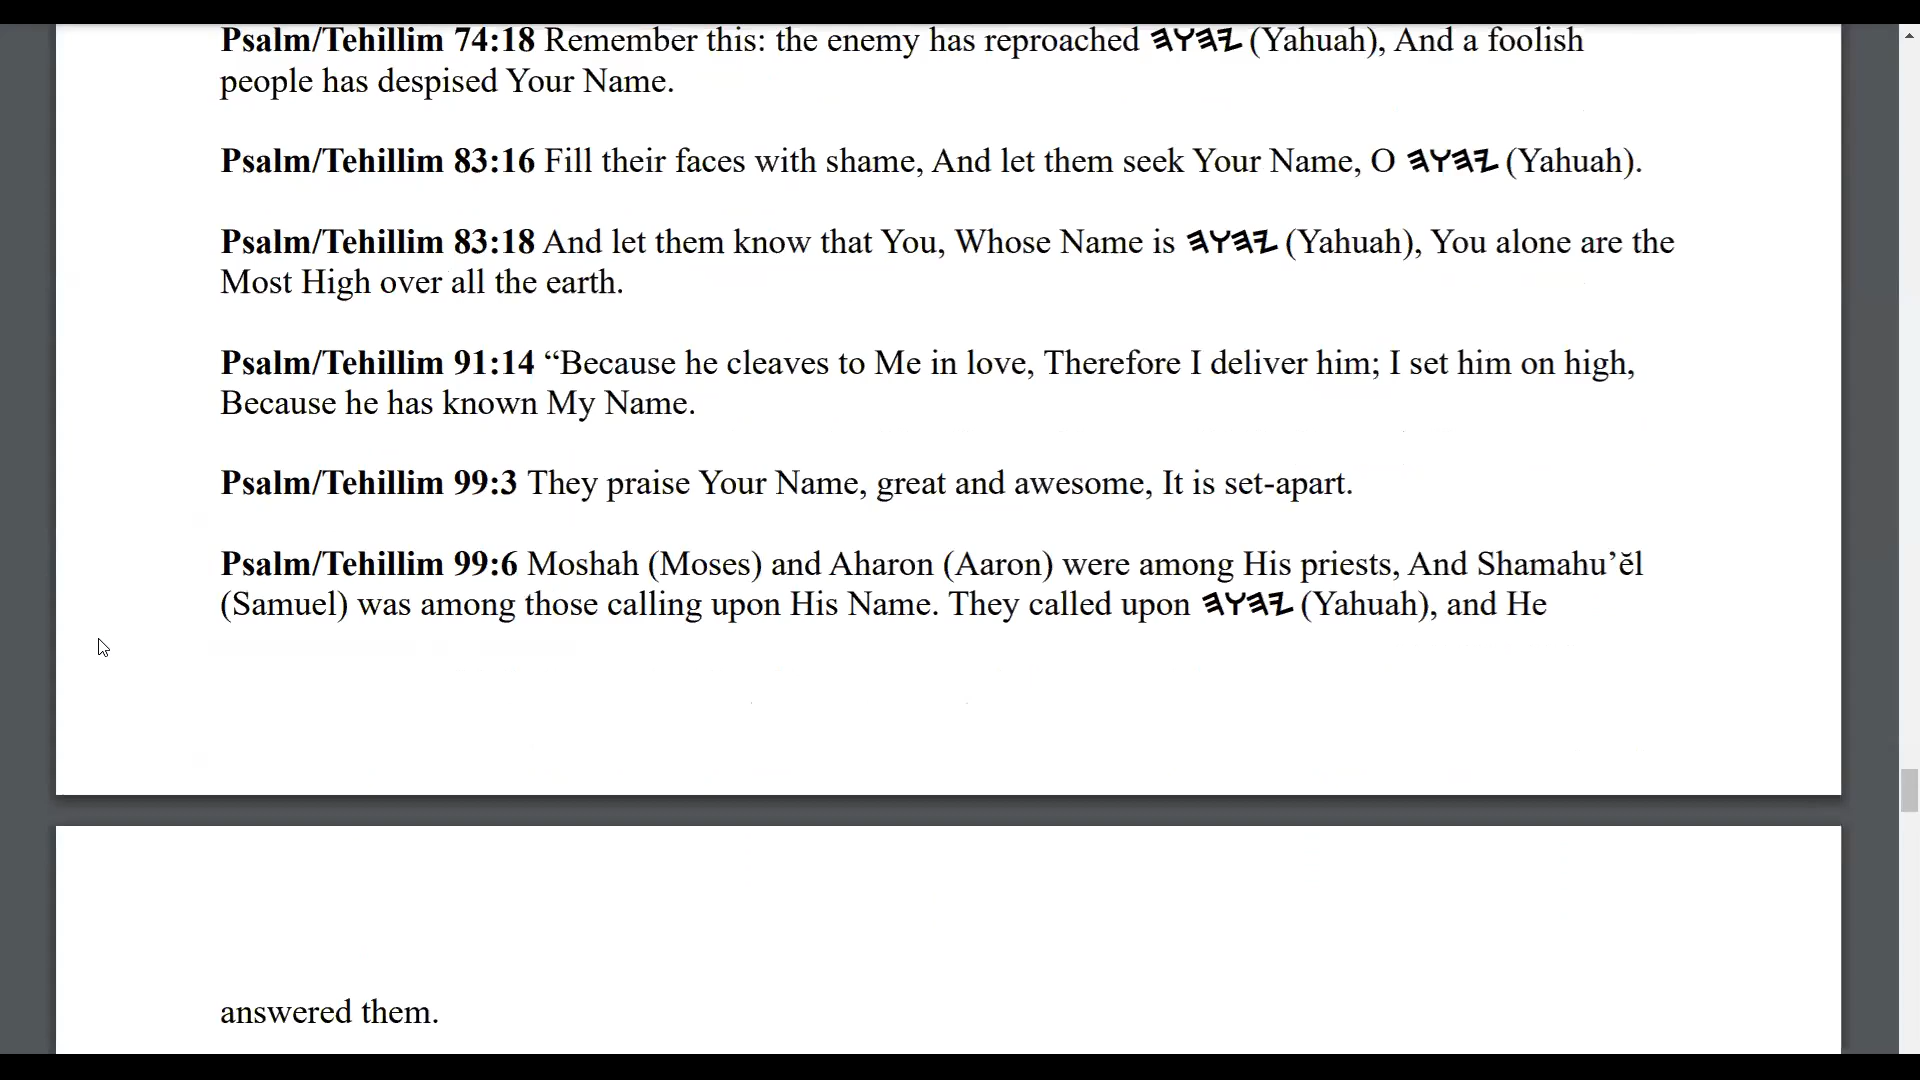 Psalm/Tehillim 74:18 Remember this: the enemy has reproached 𐤉𐤄𐤅𐤄 (Yahuah), And a foolish
people has despised Your Name.
Psalm/Tehillim 83:16 Fill their faces with shame, And let them seek Your Name, O 𐤉𐤄𐤅𐤄 (Yahuah).
Psalm/Tehillim 83:18 And let them know that You, Whose Name is 𐤉𐤄𐤅𐤄 (Yahuah), You alone are the
Most High over all the earth.
Psalm/Tehillim 91:14 “Because he cleaves to Me in love, Therefore I deliver him; I set him on high,
Because he has known My Name.
Psalm/Tehillim 99:3 They praise Your Name, great and awesome, It is set-apart.
Psalm/Tehillim 99:6 Moshah (Moses) and Aharon (Aaron) were among His priests, And Shamahu’ĕl
(Samuel) was among those calling upon His Name. They called upon 𐤉𐤄𐤅𐤄 (Yahuah), and He
answered them.